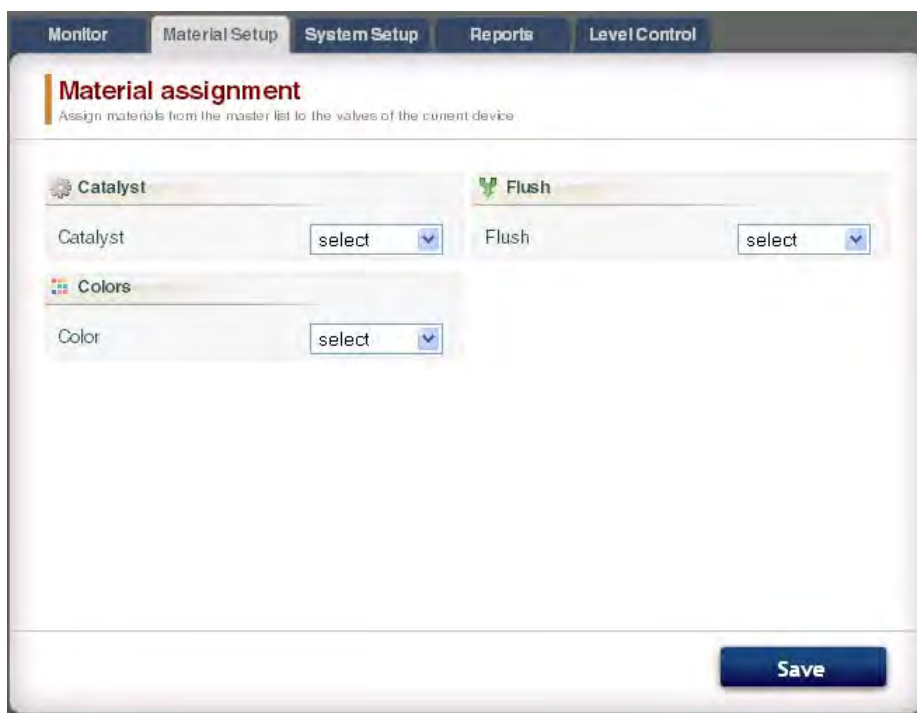 Monitor Material Setup System Setup Reports Level Control
Material assignment
Assign materials from the master list to the valves of the current device
Catalyst
Catalyst select
Flush
Flush select
Colors
Color select
Save